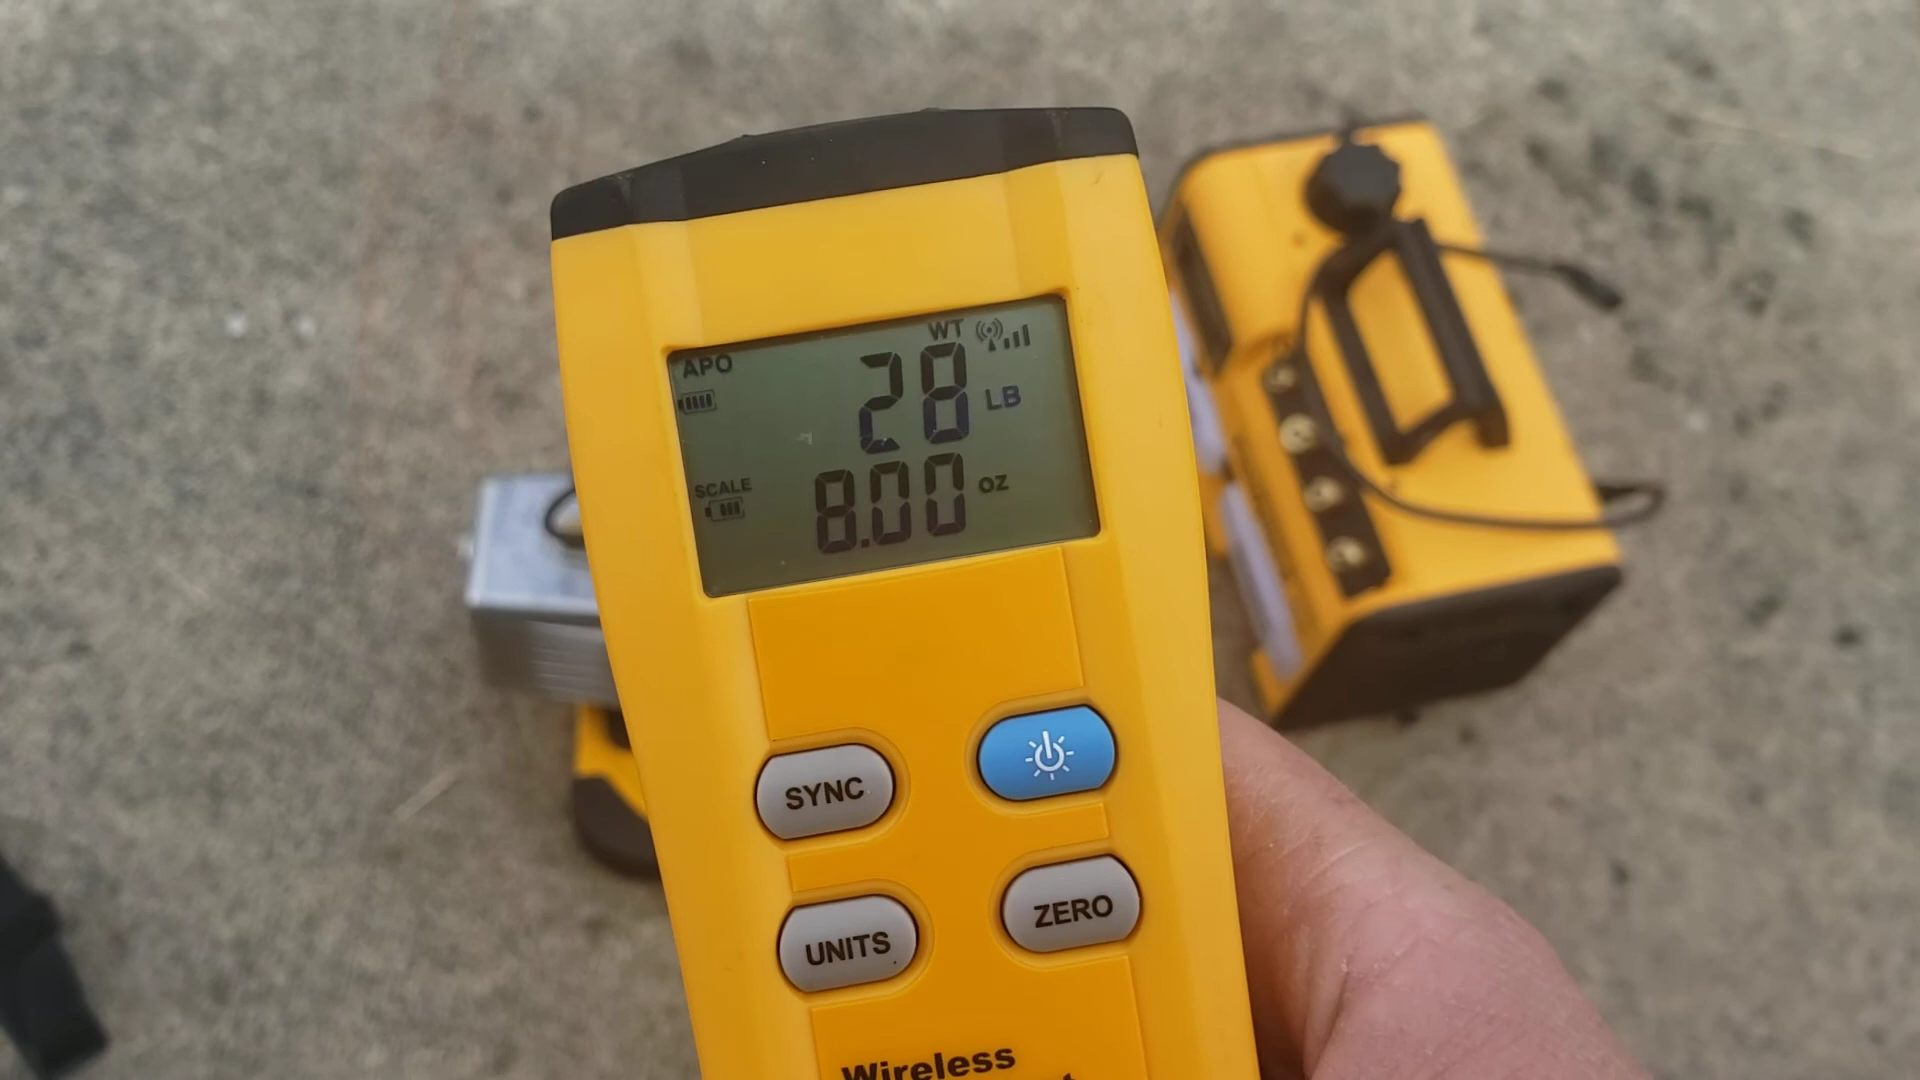 WT
APO
28 LB
SCALE
8.00 OZ
SYNC
UNITS
ZERO
Wireless